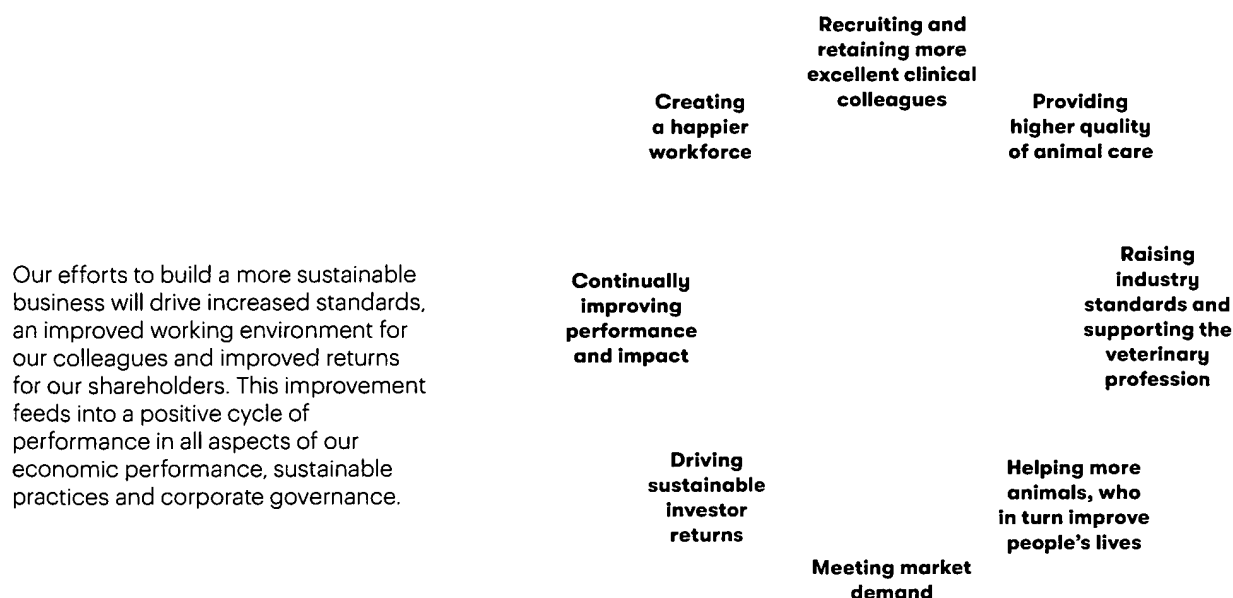 Our efforts to build a more sustainable
business will drive increased standards,
an improved working environment for
our colleagues and improved returns
for our shareholders. This improvement
feeds into a positive cycle of
performance in all aspects of our
economic performance, sustainable
practices and corporate governance.
Recruiting and
retaining more
excellent clinical
colleagues
Providing
higher quality
of animal care
Raising
industry
standards and
supporting the
veterinary
profession
Helping more
animals, who
in turn improve
people's lives
Meeting market
demand
Driving
sustainable
investor
returns
Continually
improving
performance
and impact
Creating
a happier
workforce